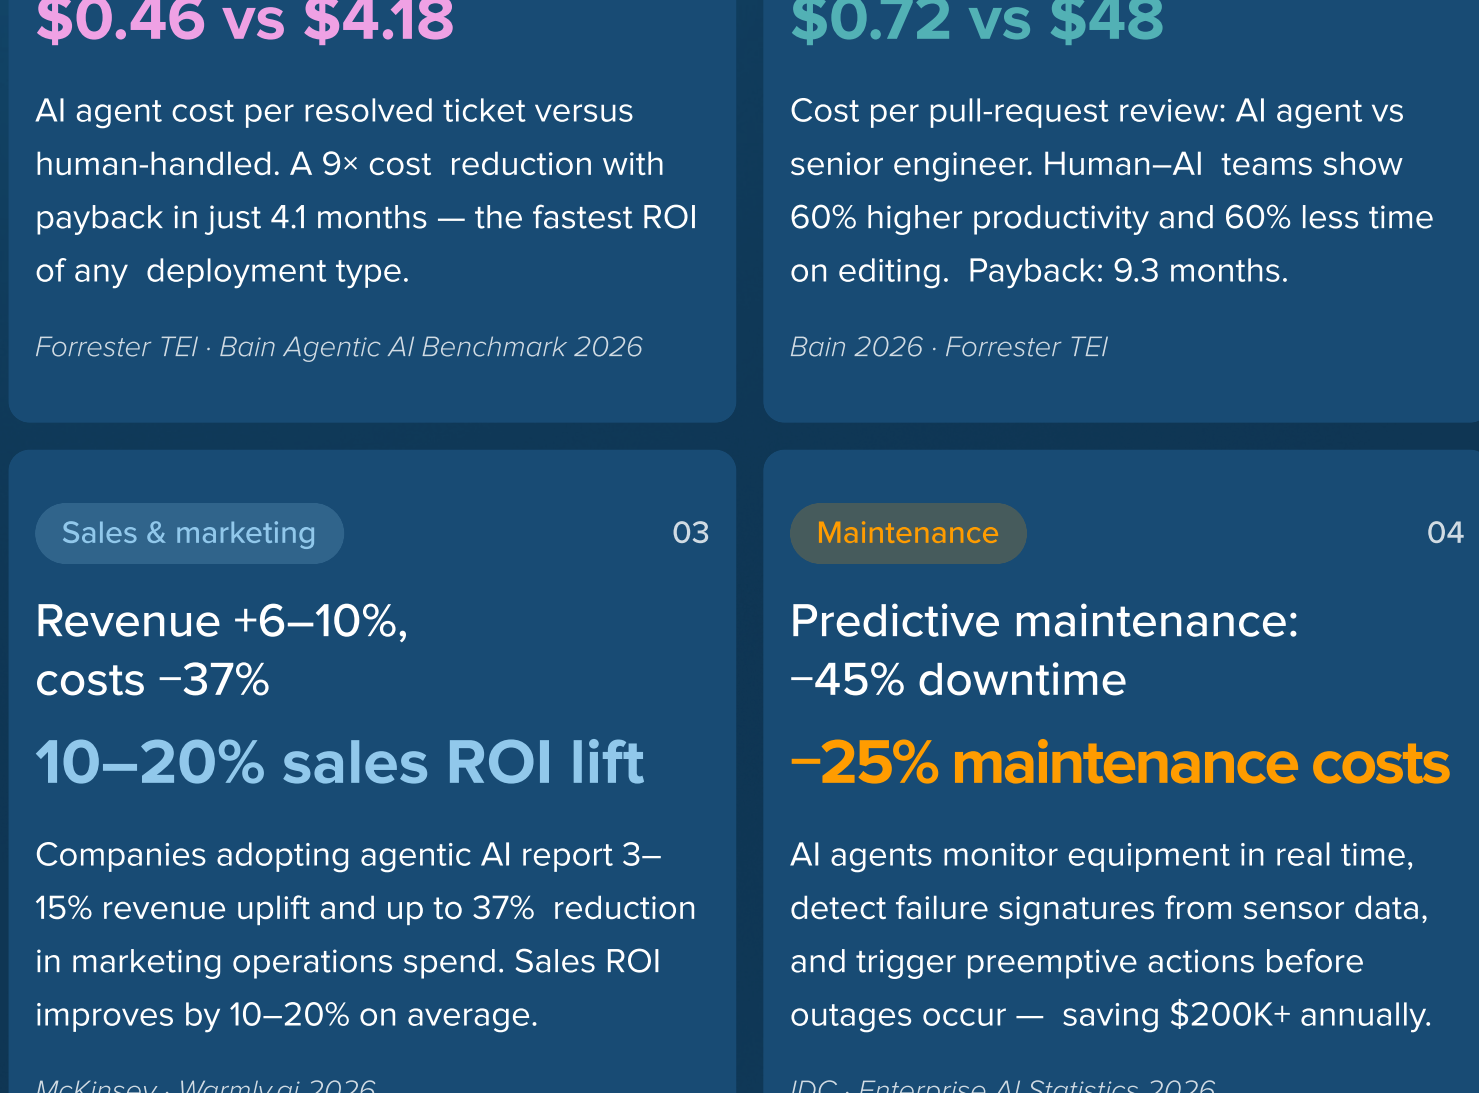 $0.46 vs $4.18
AI agent cost per resolved ticket versus
human-handled. A 9× cost  reduction with
payback in just 4.1 months — the fastest ROI
of any  deployment type.
Forrester TEI · Bain Agentic AI Benchmark 2026
$0.72 vs $48
Cost per pull-request review: AI agent vs
senior engineer. Human–AI  teams show
60% higher productivity and 60% less time
on editing.  Payback: 9.3 months.
Bain 2026 · Forrester TEI
Sales & marketing
03
Revenue +6–10%,
costs −37%
10–20% sales ROI lift
Companies adopting agentic AI report 3–
15% revenue uplift and up to 37%  reduction
in marketing operations spend. Sales ROI
improves by 10–20% on average.
McKinsey · Warmly.ai 2026
Maintenance
04
Predictive maintenance:
−45% downtime
−25% maintenance costs
AI agents monitor equipment in real time,
detect failure signatures from sensor data,
and trigger preemptive actions before
outages occur —  saving $200K+ annually.
IDC · Enterprise AI Statistics 2026